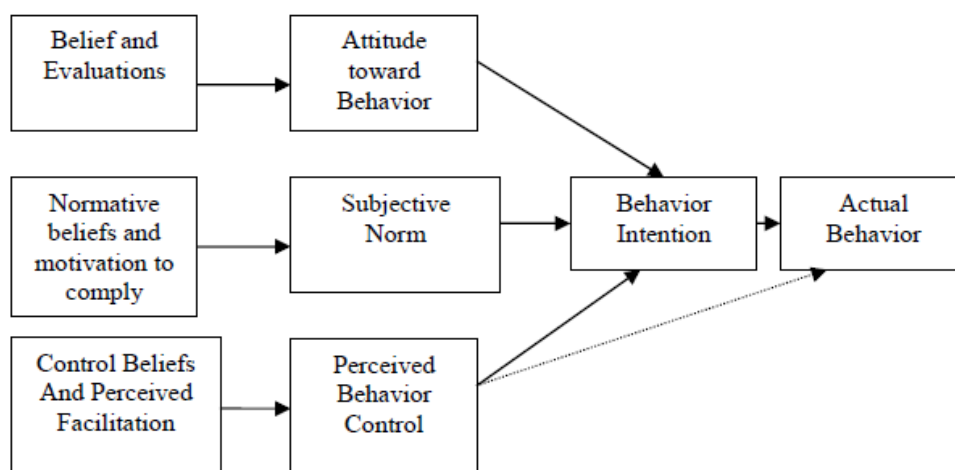 Belief and
Evaluations
Attitude
toward
Behavior
Normative
beliefs and
motivation to
comply
Subjective
Norm
Behavior
Intention
Actual
Behavior
Control Beliefs
And Perceived
Facilitation
Perceived
Behavior
Control